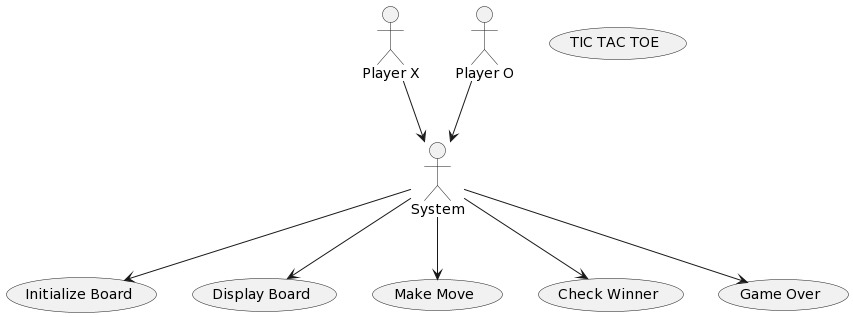 TIC TAC TOE
Player X
Player O
System
Initialize Board
Display Board
Make Move
Check Winner
Game Over